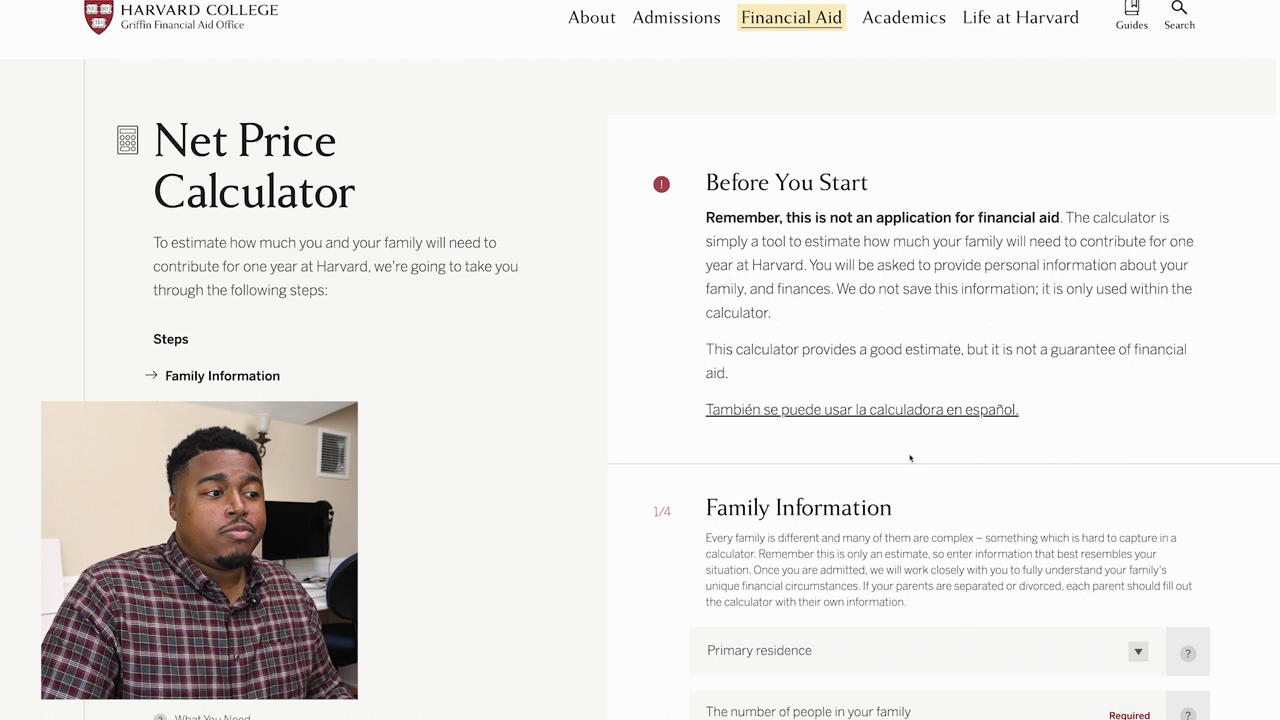 HARVARD COLLEGE
Griffin Financial Aid Office
About Admissions Financial Aid Academics Life at Harvard Guides Search
Net Price
Calculator
To estimate how much you and your family will need to
contribute for one year at Harvard, we're going to take you
through the following steps:
Steps
→ Family Information
? What You Need
! Before You Start
Remember, this is not an application for financial aid. The calculator is
simply a tool to estimate how much your family will need to contribute for one
year at Harvard. You will be asked to provide personal information about your
family, and finances. We do not save this information; it is only used within the
calculator.
This calculator provides a good estimate, but it is not a guarantee of financial
aid.
También se puede usar la calculadora en español.
1/4 Family Information
Every family is different and many of them are complex – something which is hard to capture in a
calculator. Remember this is only an estimate, so enter information that best resembles your
situation. Once you are admitted, we will work closely with you to fully understand your family's
unique financial circumstances. If your parents are separated or divorced, each parent should fill out
the calculator with their own information.
Primary residence ?
The number of people in your family Required ?